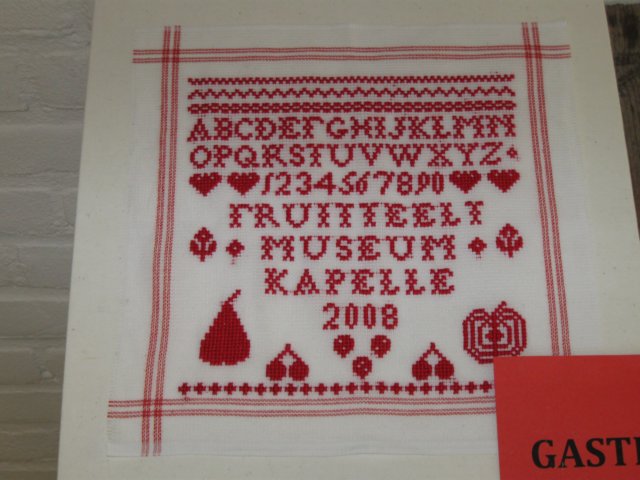 ABCDEFGHIJKLMN
OPQRSTUVWXYZ
1234567890
FRUITTEELT
MUSEUM
KAPELLE
2008